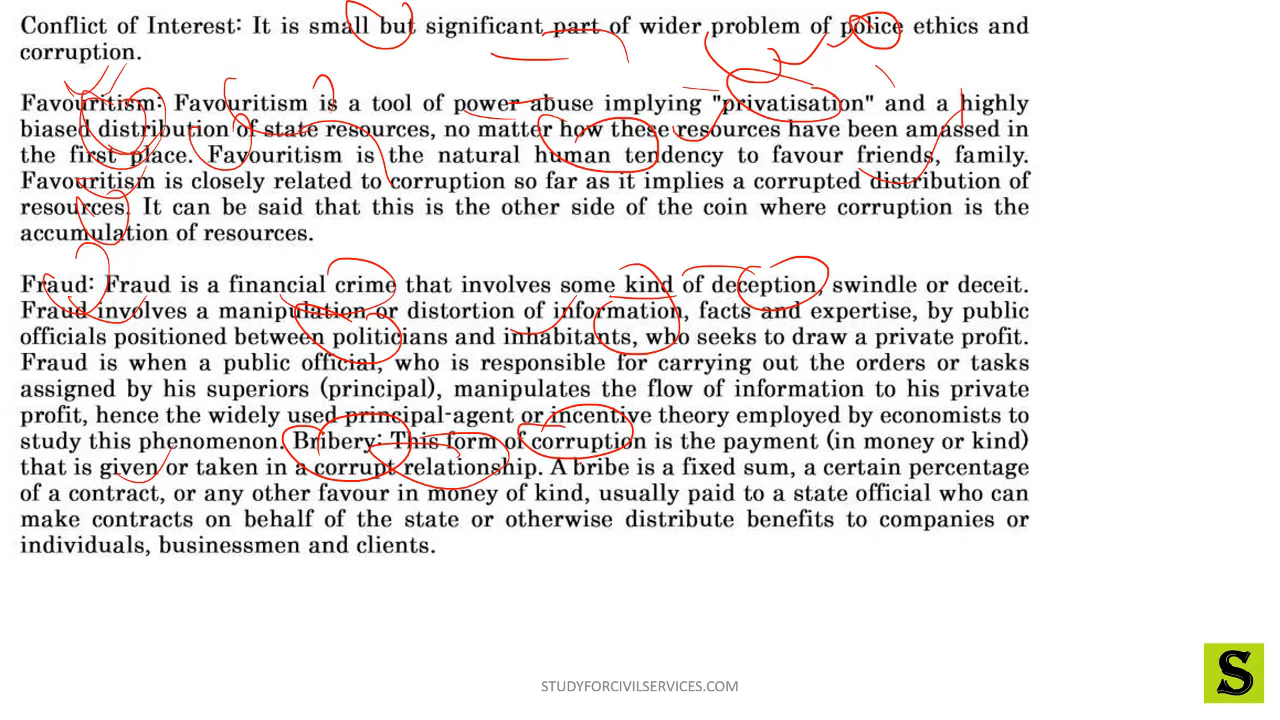 Conflict of Interest: It is small but significant part of wider problem of police ethics and
corruption.
Favouritism: Favouritism is a tool of power abuse implying "privatisation" and a highly
biased distribution of state resources, no matter how these resources have been amassed in
the first place. Favouritism is the natural human tendency to favour friends, family.
Favouritism is closely related to corruption so far as it implies a corrupted distribution of
resources. It can be said that this is the other side of the coin where corruption is the
accumulation of resources.
Fraud: Fraud is a financial crime that involves some kind of deception, swindle or deceit.
Fraud involves a manipulation or distortion of information, facts and expertise, by public
officials positioned between politicians and inhabitants, who seeks to draw a private profit.
Fraud is when a public official, who is responsible for carrying out the orders or tasks
assigned by his superiors (principal), manipulates the flow of information to his private
profit, hence the widely used principal-agent or incentive theory employed by economists to
study this phenomenon. Bribery: This form of corruption is the payment (in money or kind)
that is given or taken in a corrupt relationship. A bribe is a fixed sum, a certain percentage
of a contract, or any other favour in money of kind, usually paid to a state official who can
make contracts on behalf of the state or otherwise distribute benefits to companies or
individuals, businessmen and clients.
STUDYFORCIVILSERVICES.COM
S